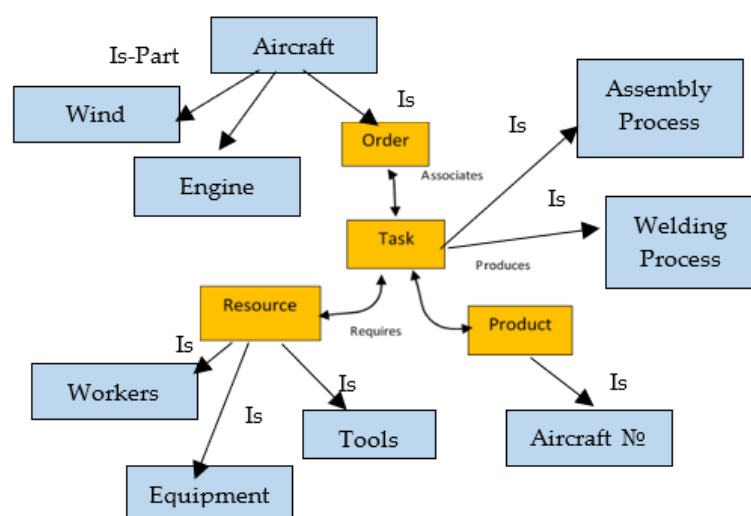 Aircraft
Is-Part
Wind
Is
Order
Engine
Associates
Is
Assembly
Process
Task
Is
Welding
Process
Produces
Resource
Requires
Product
Is
Workers
Is
Is
Tools
Is
Aircraft №
Equipment